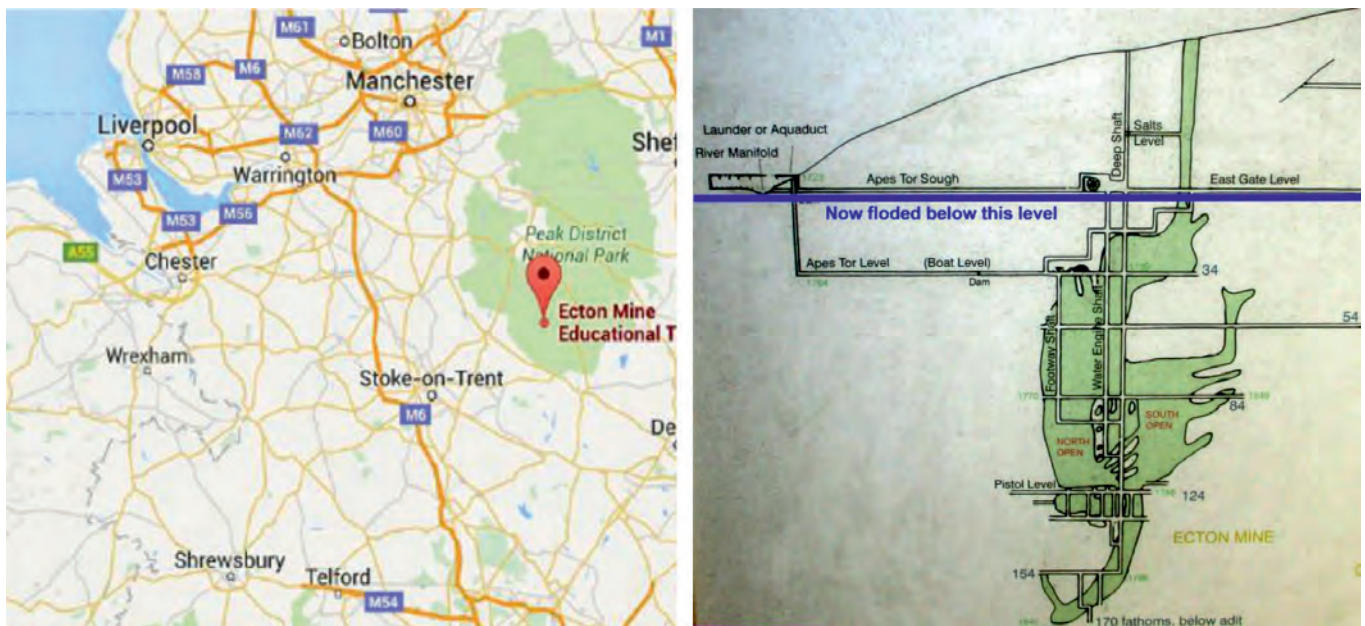 M61
M6
M1
Bolton
M58
M6
Manchester
Liverpool
M62
M60
Shef
Warrington
M53
M56
M53
A55
Chester
Peak District
National Park
Ecton Mine
Educational T
Wrexham
Stoke-on-Trent
M6
De
Shrewsbury
Telford
M54
Launder or Aquaduct
River Manifold
1723
Apes Tor Sough
Deep Shaft
Salts
Level
East Gate Level
Now floded below this level
Apes Tor Level
(Boat Level)
Dam
34
Footway Shaft
Water Engine Shaft
54
1770
84
SOUTH
OPEN
NORTH
OPEN
Pistol Level
124
ECTON MINE
154
170 fathoms, below adit